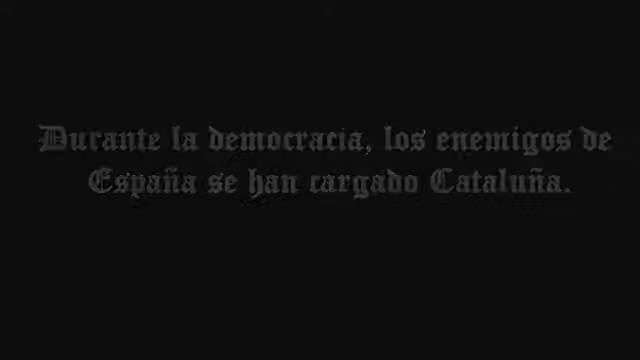 Durante la democracia, los enemigos de
España se han cargado Cataluña.